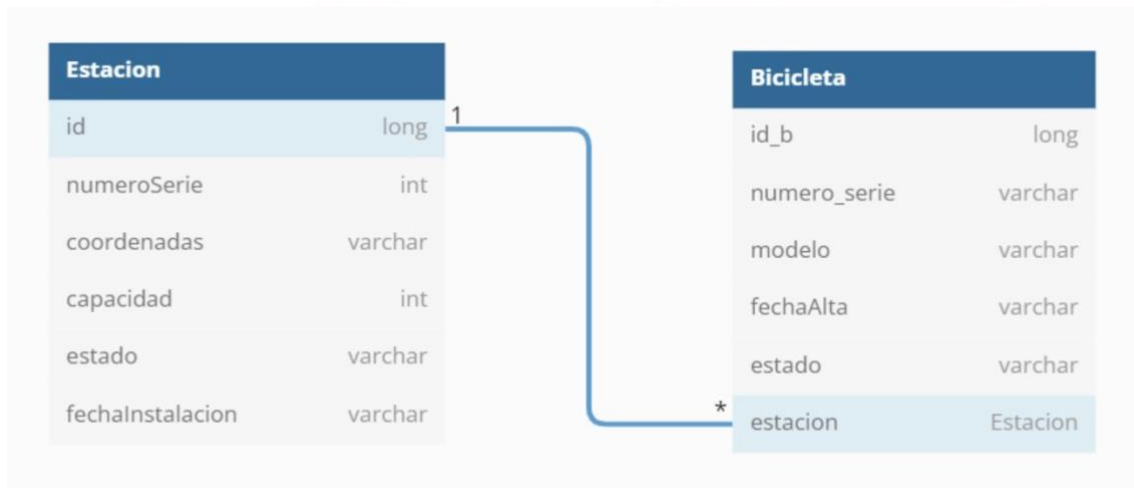 Estacion
id long
numeroSerie int
coordenadas varchar
capacidad int
estado varchar
fechaInstalacion varchar
1
*
Bicicleta
id_b long
numero_serie varchar
modelo varchar
fechaAlta varchar
estado varchar
estacion Estacion